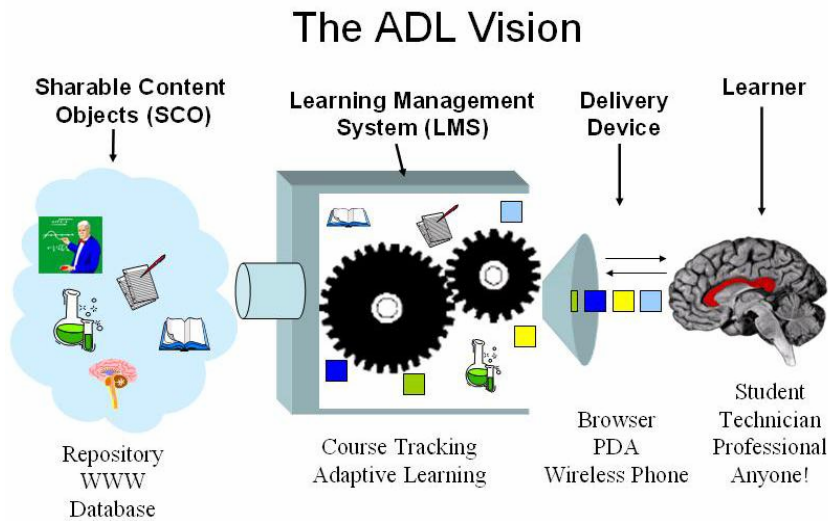 The ADL Vision
Sharable Content
Objects (SCO)
Learning Management
System (LMS)
Delivery
Device
Learner
Repository
WWW
Database
Course Tracking
Adaptive Learning
Browser
PDA
Wireless Phone
Student
Technician
Professional
Anyone!